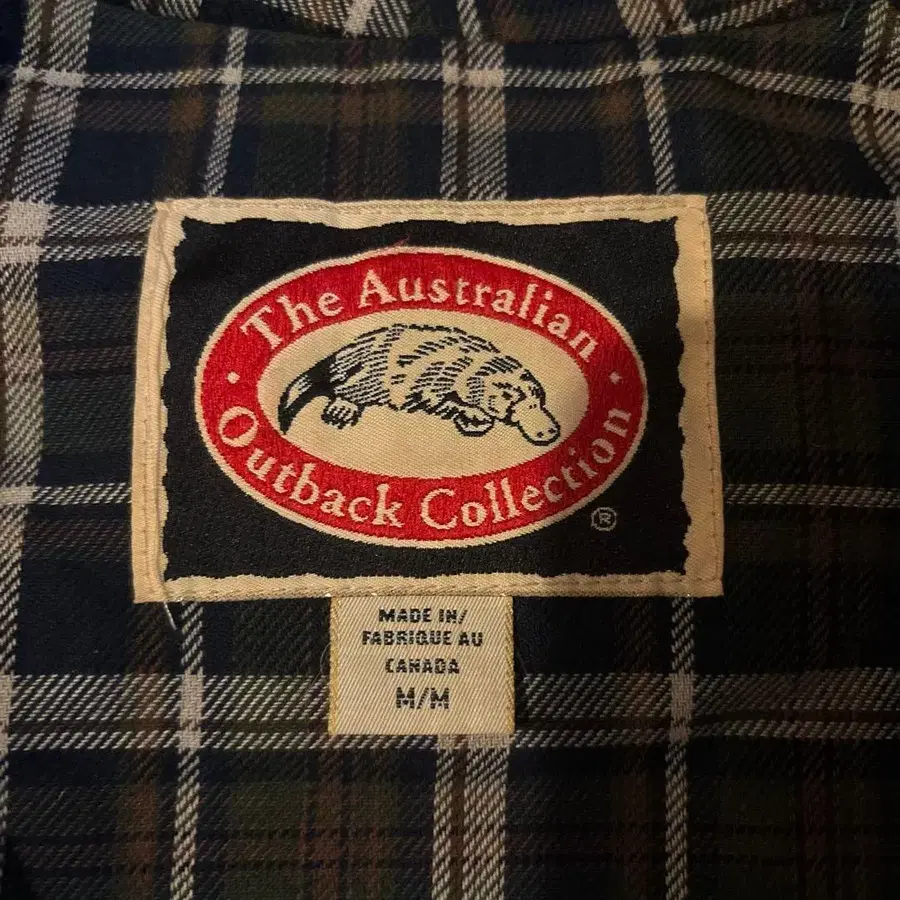 The Australian
Outback Collection
®
MADE IN/
FABRIQUE AU
CANADA
M/M